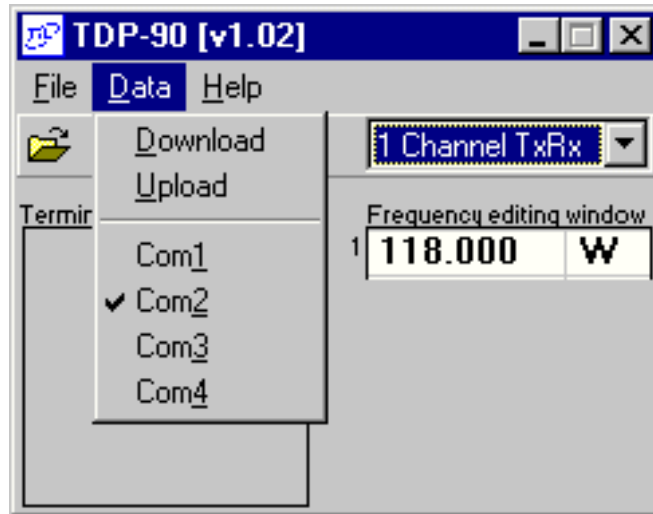 TDP-90 [v1.02]
File Data Help
Download
1 Channel TxRx
Upload
Frequency editing window
1 118.000 W
Com1
Com2
Com3
Com4